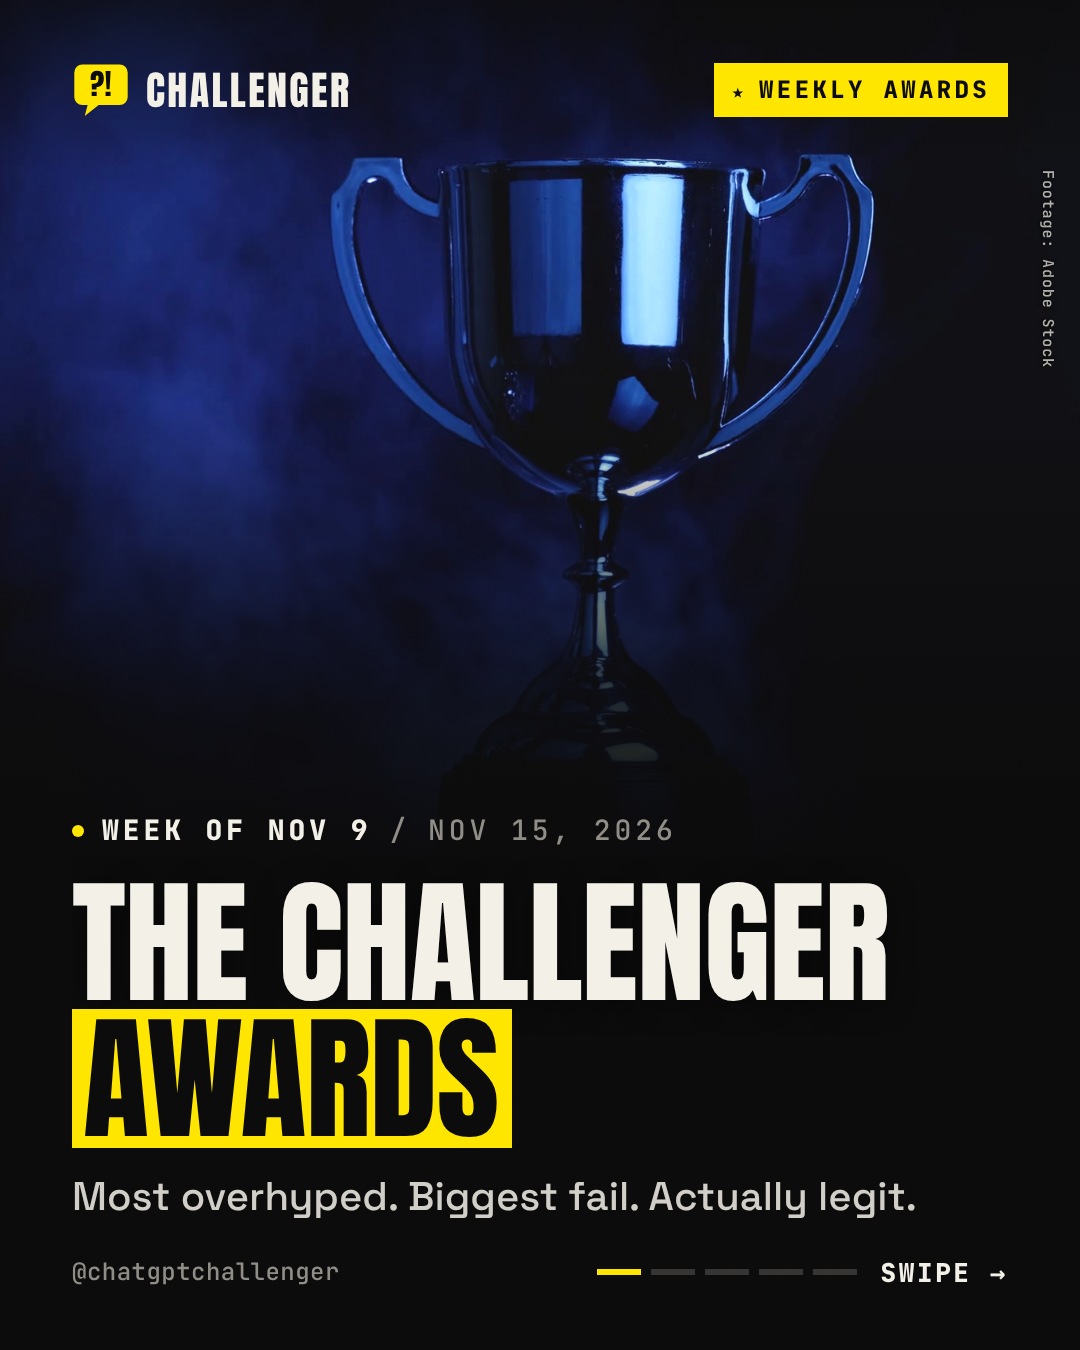 ?! CHALLENGER
★ WEEKLY AWARDS
Footage: Adobe Stock
WEEK OF NOV 9 / NOV 15, 2026
THE CHALLENGER
AWARDS
Most overhyped. Biggest fail. Actually legit.
@chatgptchallenger
SWIPE →